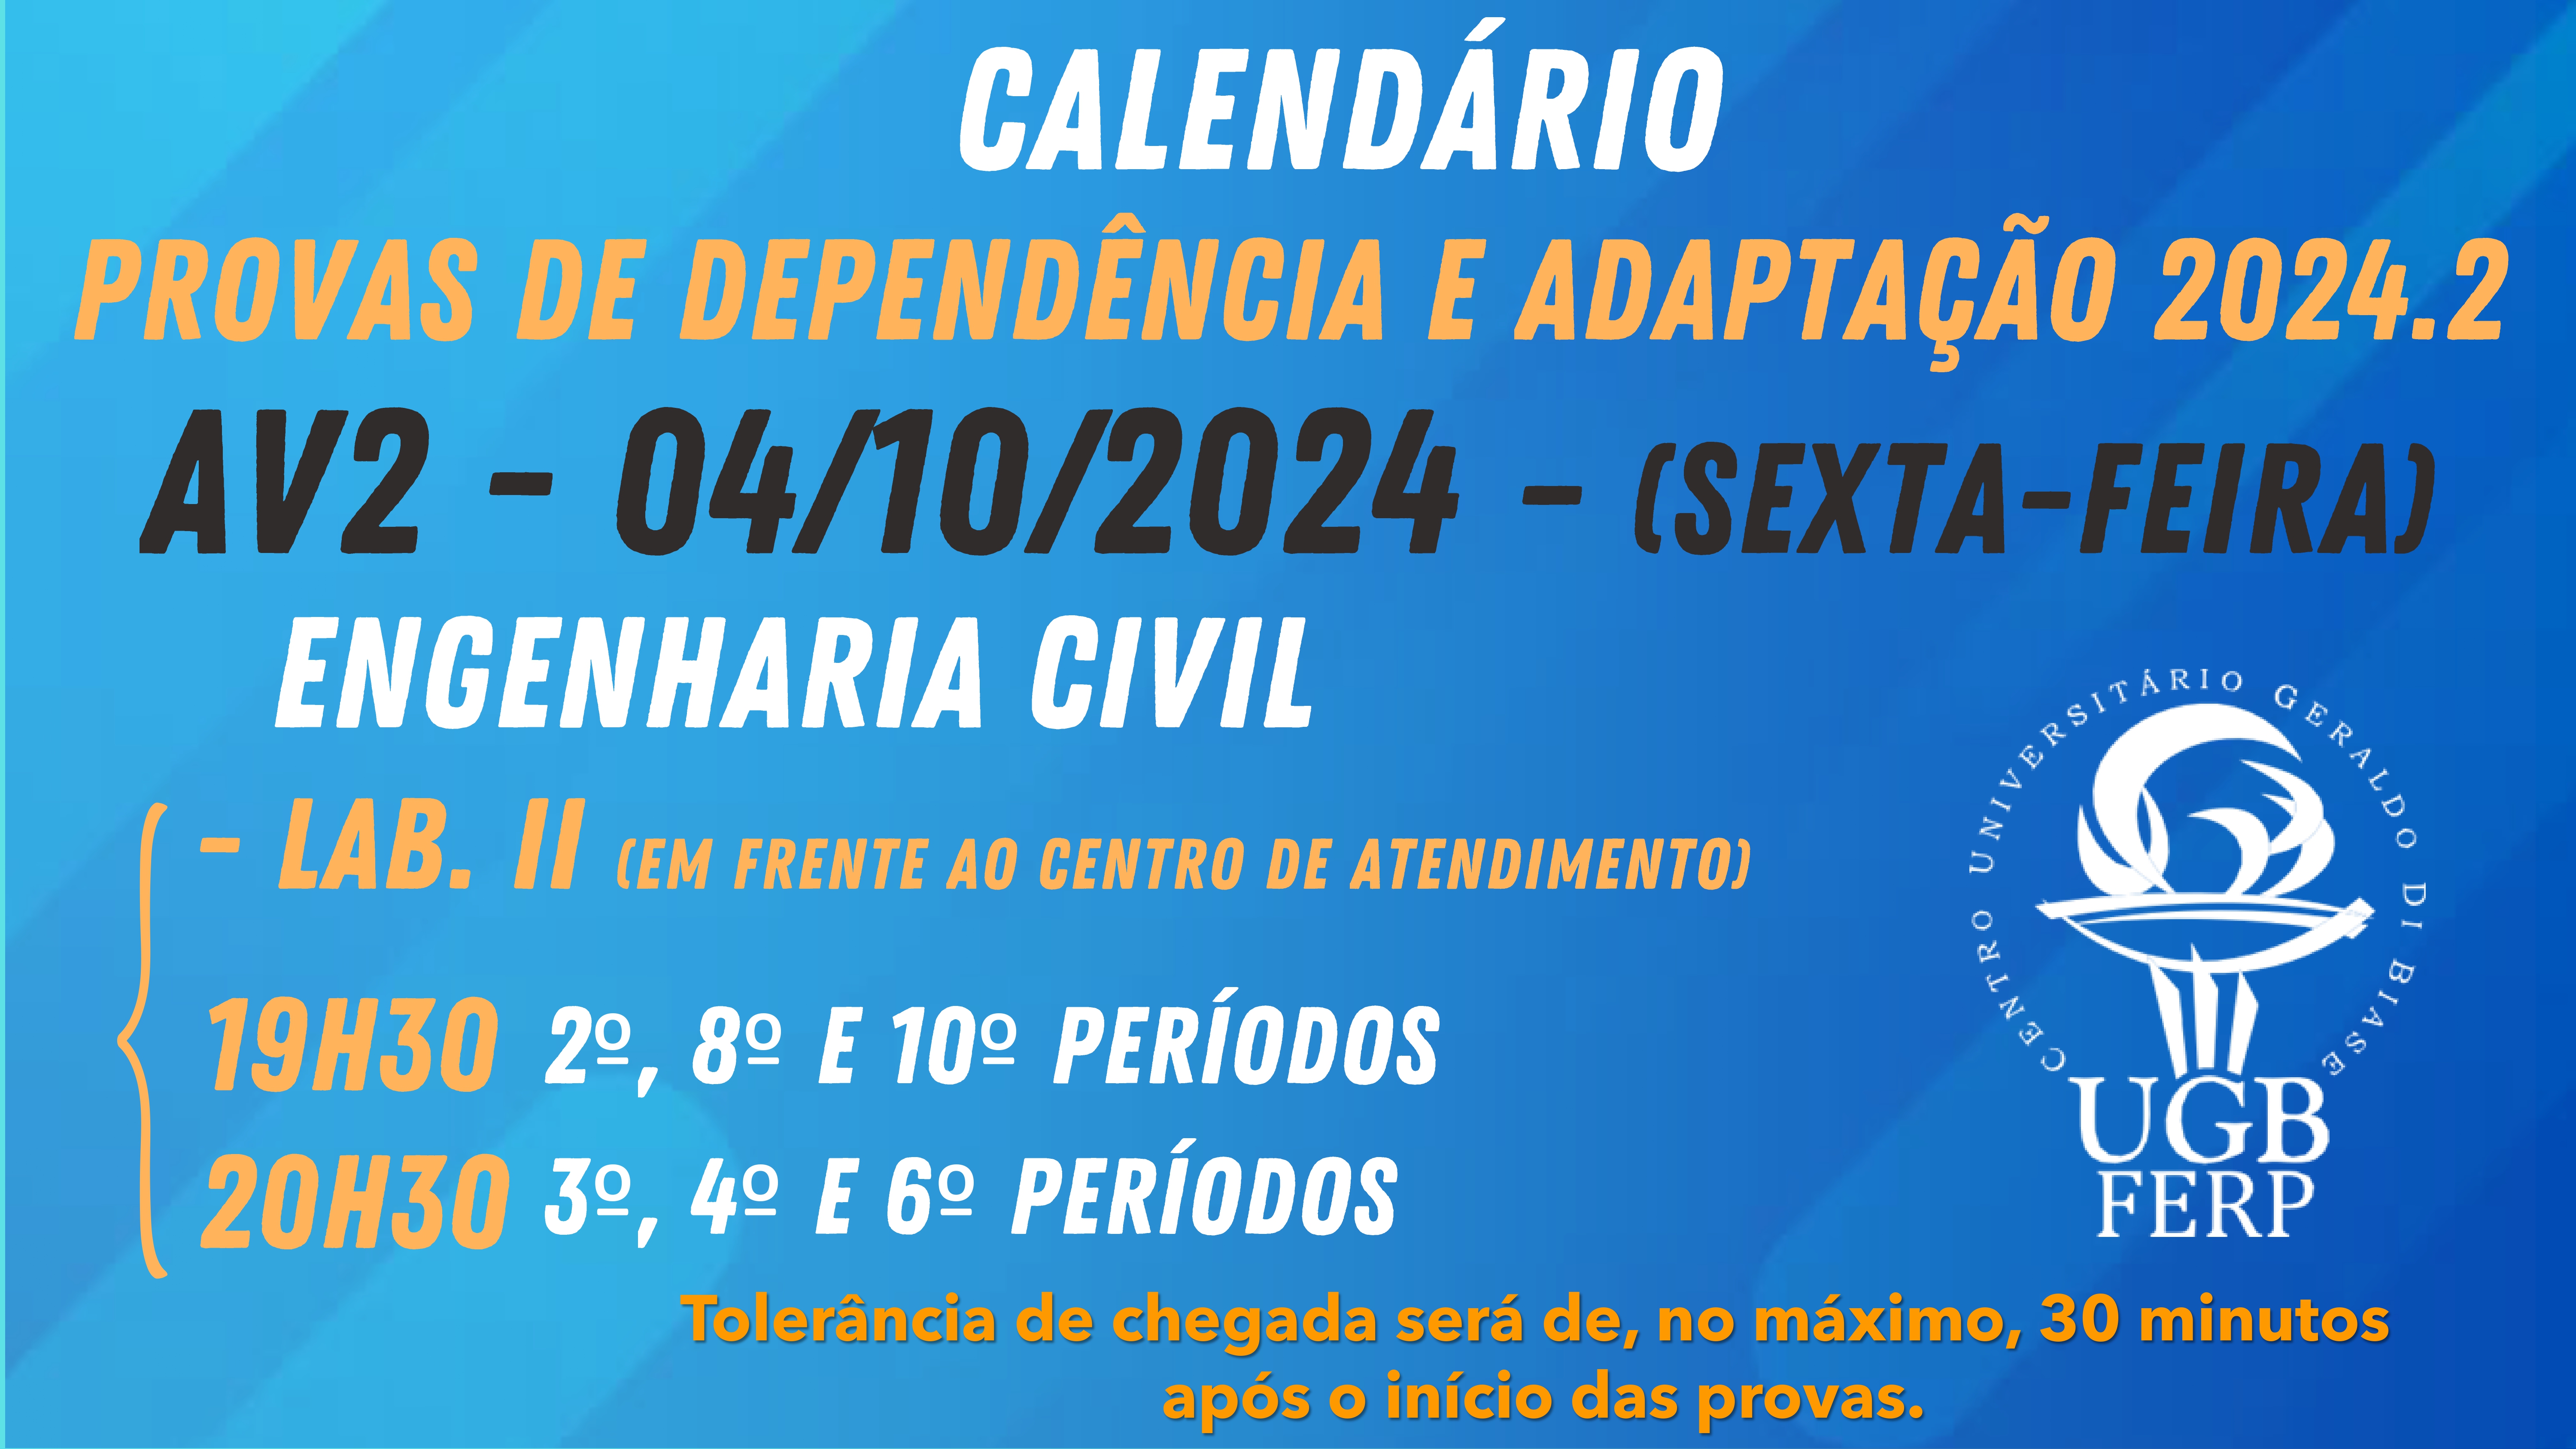 CALENDÁRIO
PROVAS DE DEPENDÊNCIA E ADAPTAÇÃO 2024.2
AV2 - 04/10/2024 - (SEXTA-FEIRA)
ENGENHARIA CIVIL
- LAB. II (EM FRENTE AO CENTRO DE ATENDIMENTO)
19H30 2º, 8º E 10º PERÍODOS
20H30 3º, 4º E 6º PERÍODOS
CENTRO UNIVERSITÁRIO GERALDO DI BIASE
UGB
FERP
Tolerância de chegada será de, no máximo, 30 minutos
após o início das provas.